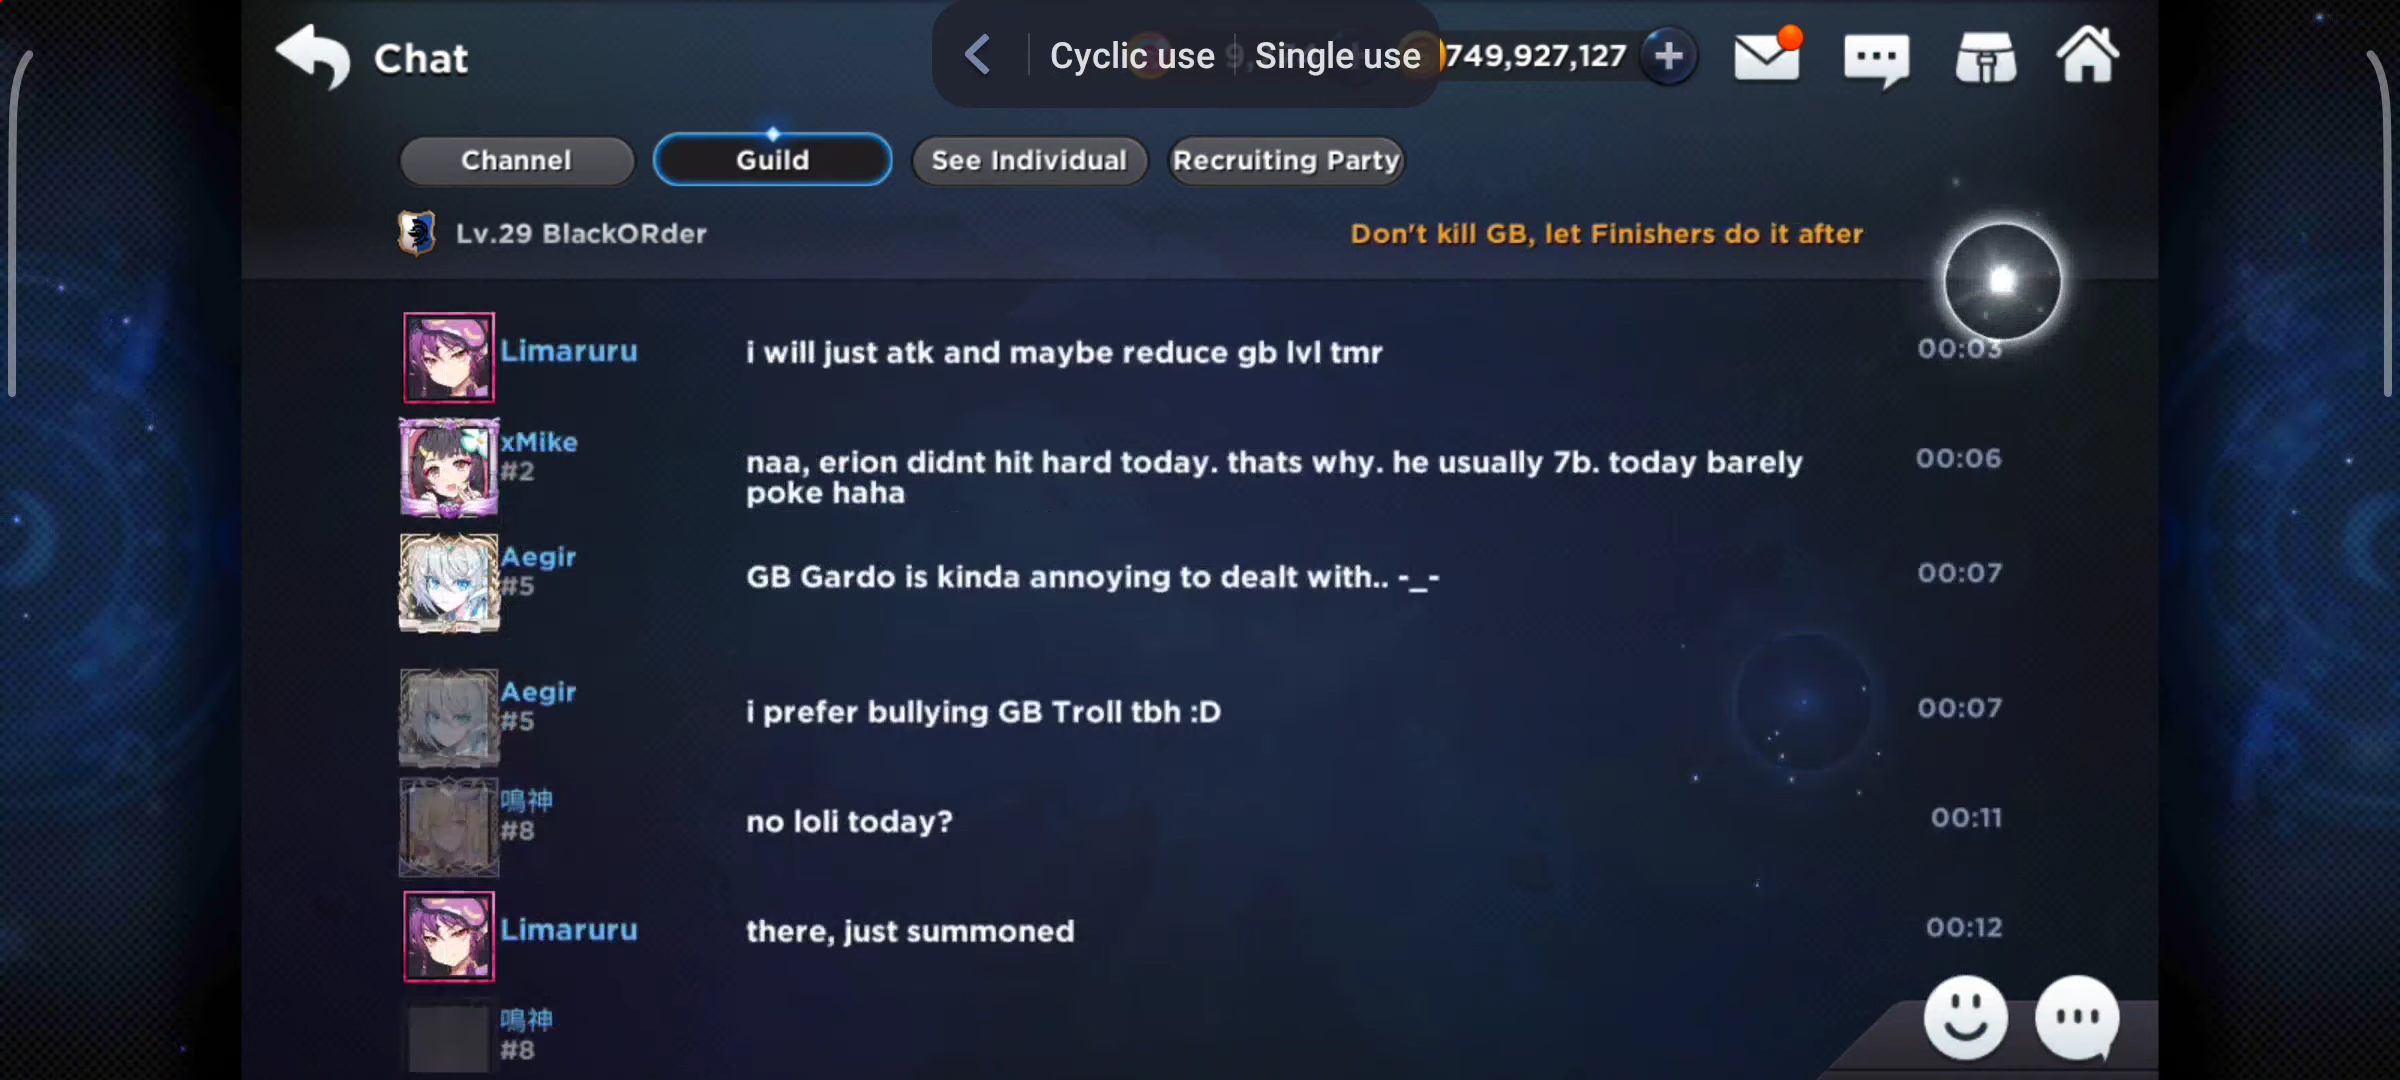 Chat
Cyclic use
Single use
749,927,127
Channel
Guild
See Individual
Recruiting Party
Lv.29 BlackORder
Don't kill GB, let Finishers do it after
Limaruru
i will just atk and maybe reduce gb lvl tmr
00:03
xMike
#2
naa, erion didnt hit hard today. thats why. he usually 7b. today barely
poke haha
00:06
Aegir
#5
GB Gardo is kinda annoying to dealt with.. -_-
00:07
Aegir
#5
i prefer bullying GB Troll tbh :D
00:07
鳴神
#8
no loli today?
00:11
Limaruru
there, just summoned
00:12
鳴神
#8